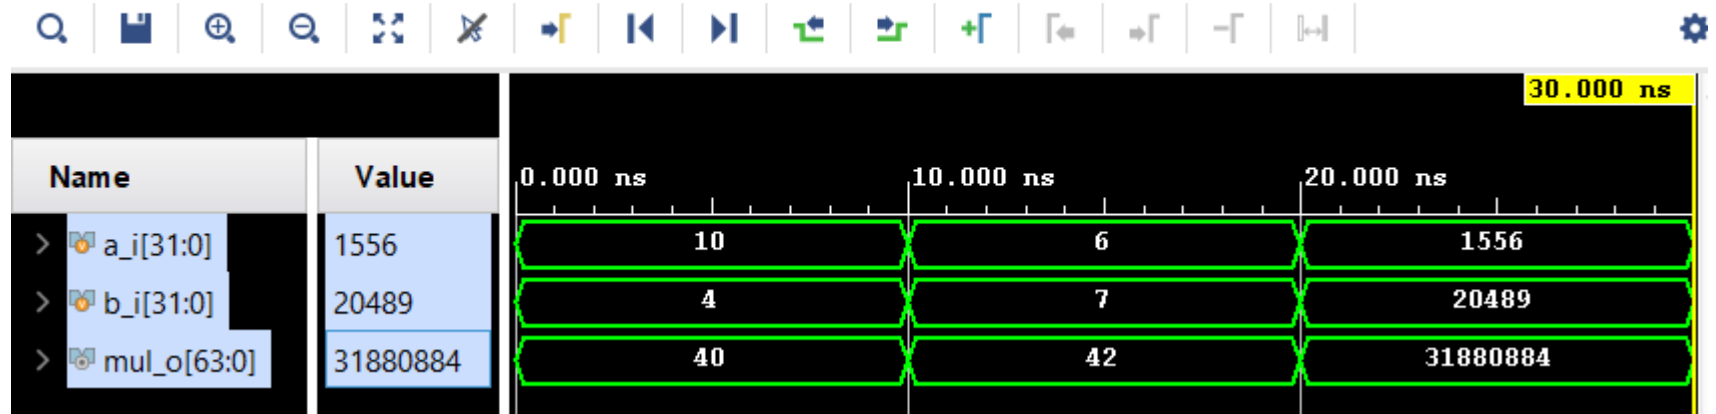 30.000 ns
Name Value 0.000 ns 10.000 ns 20.000 ns
a_i[31:0] 1556 10 6 1556
b_i[31:0] 20489 4 7 20489
mul_o[63:0] 31880884 40 42 31880884